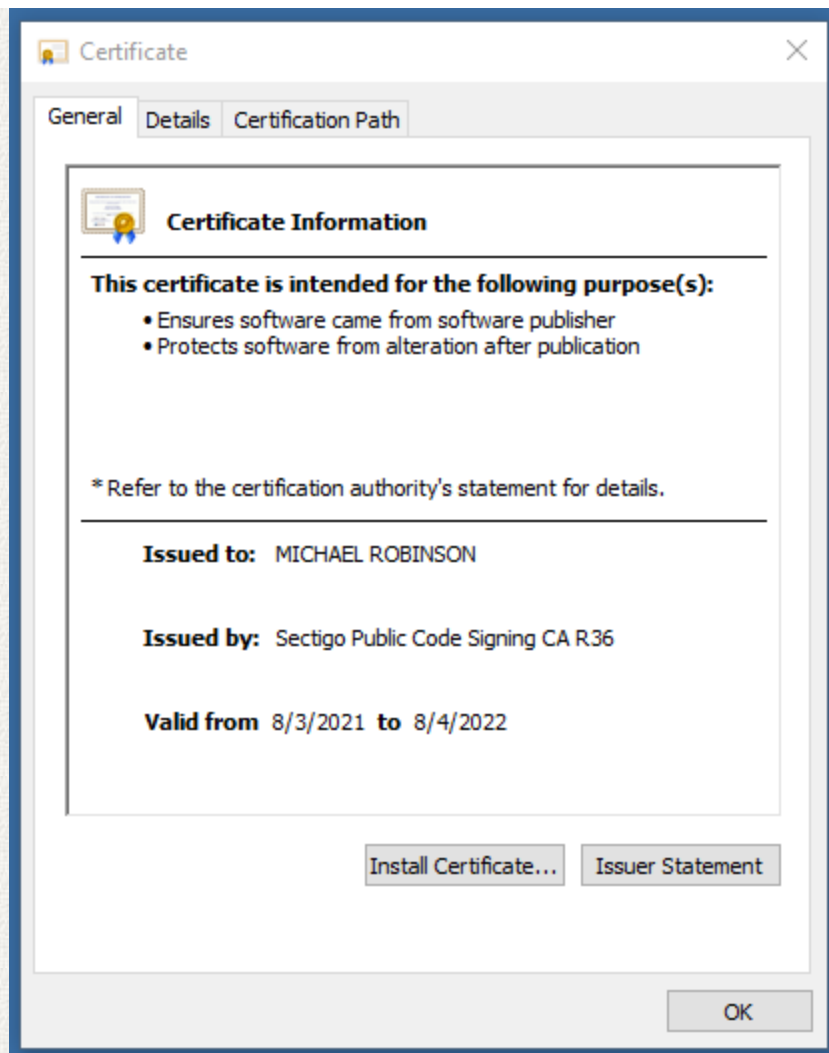 Certificate
General Details Certification Path
Certificate Information
This certificate is intended for the following purpose(s):
• Ensures software came from software publisher
• Protects software from alteration after publication
* Refer to the certification authority's statement for details.
Issued to: MICHAEL ROBINSON
Issued by: Sectigo Public Code Signing CA R36
Valid from 8/3/2021 to 8/4/2022
Install Certificate... Issuer Statement
OK